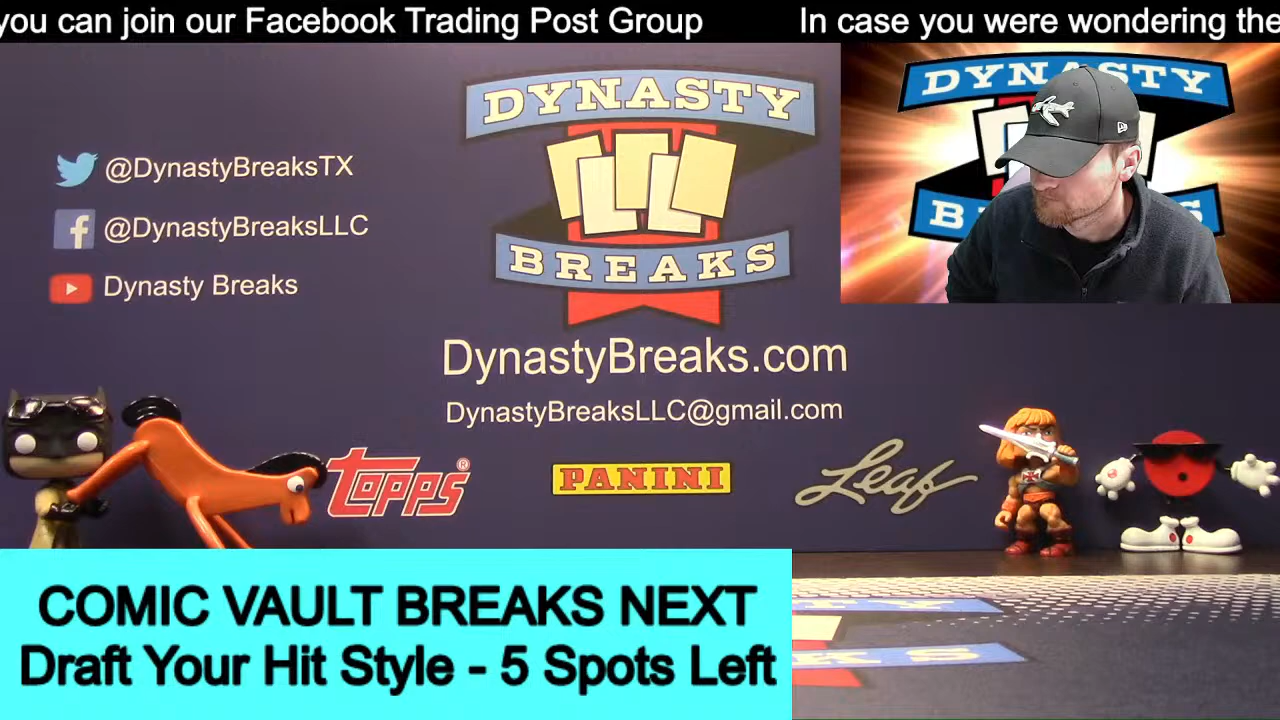 you can join our Facebook Trading Post Group In case you were wondering the
DYNASTY
BREAKS
DYNASTY
@DynastyBreaksTX
@DynastyBreaksLLC
Dynasty Breaks
DynastyBreaks.com
DynastyBreaksLLC@gmail.com
TOPPS
PANINI
Leaf
COMIC VAULT BREAKS NEXT
Draft Your Hit Style - 5 Spots Left